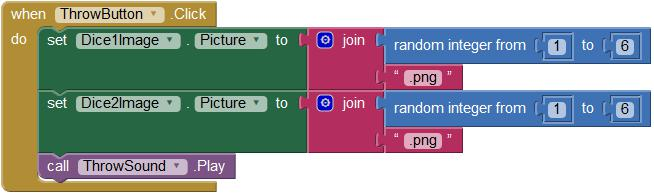 when ThrowButton .Click
do set Dice1Image . Picture to join random integer from 1 to 6
“ .png ”
set Dice2Image . Picture to join random integer from 1 to 6
“ .png ”
call ThrowSound .Play